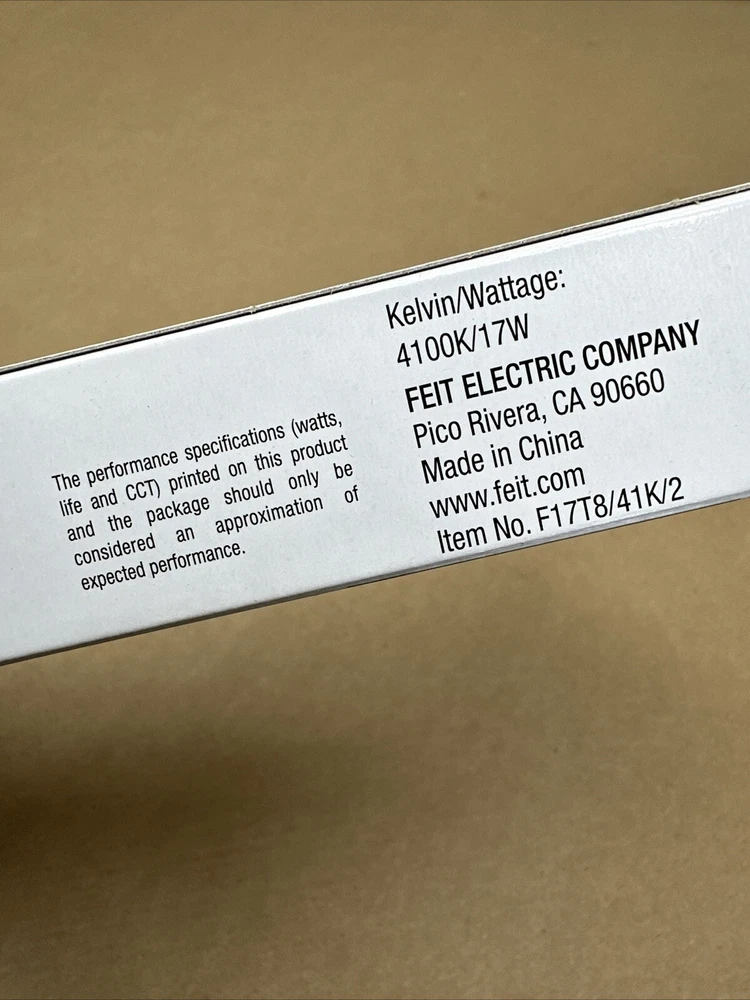 The performance specifications (watts,
life and CCT) printed on this product
and the package should only be
considered an approximation of
expected performance.
Kelvin/Wattage:
4100K/17W
FEIT ELECTRIC COMPANY
Pico Rivera, CA 90660
Made in China
www.feit.com
Item No. F17T8/41K/2